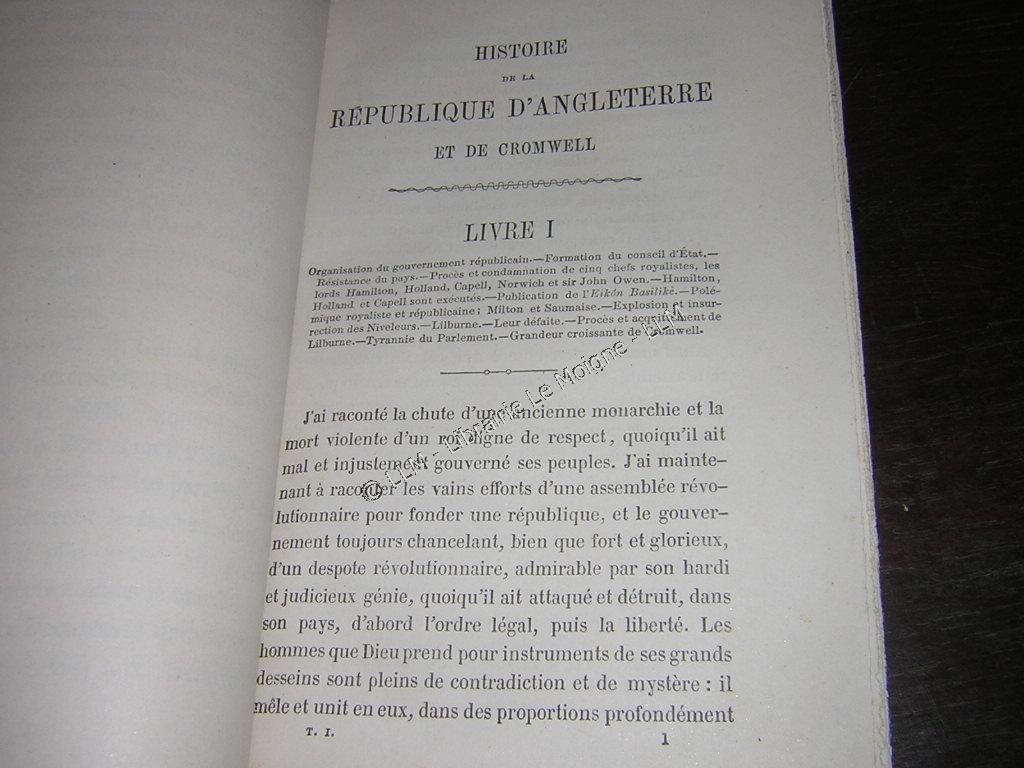 HISTOIRE
DE LA
RÉPUBLIQUE D'ANGLETERRE
ET DE CROMWELL
LIVRE I
Organisation du gouvernement républicain.—Formation du conseil d'État.—
Résistance du pays.—Procès et condamnation de cinq chefs royalistes, les
lords Hamilton, Holland, Capell, Norwich et sir John Owen.—Hamilton,
Holland et Capell sont exécutés.—Publication de l'Eikôn Basilikè.—Polé-
mique royaliste et républicaine; Milton et Saumaise.—Explosion et insur-
rection des Niveleurs.—Lilburne.—Leur défaite.—Procès et acquittement de
Lilburne.—Tyrannie du Parlement.—Grandeur croissante de Cromwell.
J'ai raconté la chute d'une ancienne monarchie et la
mort violente d'un roi digne de respect, quoiqu'il ait
mal et injustement gouverné ses peuples. J'ai mainte-
nant à raconter les vains efforts d'une assemblée révo-
lutionnaire pour fonder une république, et le gouver-
nement toujours chancelant, bien que fort et glorieux,
d'un despote révolutionnaire, admirable par son hardi
et judicieux génie, quoiqu'il ait attaqué et détruit, dans
son pays, d'abord l'ordre légal, puis la liberté. Les
hommes que Dieu prend pour instruments de ses grands
desseins sont pleins de contradiction et de mystère : il
mêle et unit en eux, dans des proportions profondément
T. I. 1
© LLM - Librairie Le Moigne - LLM